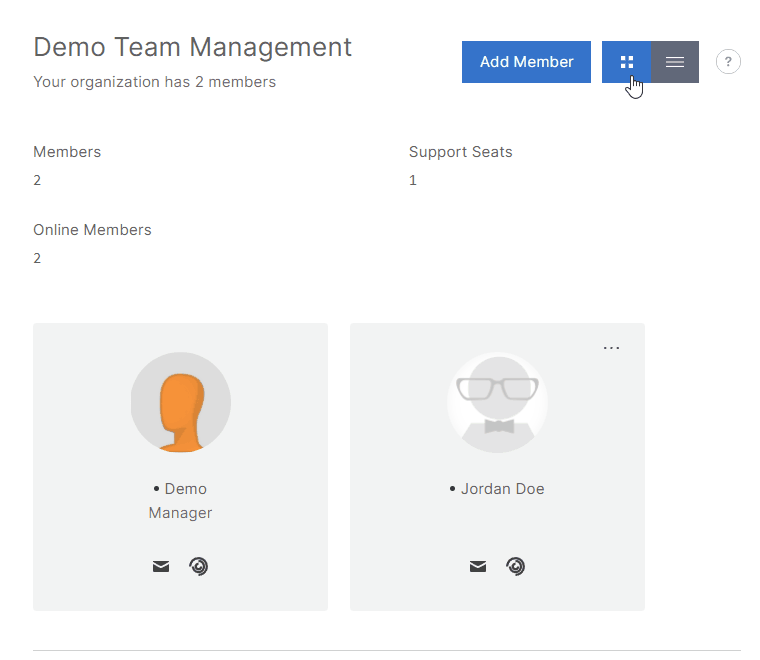 Demo Team Management
Your organization has 2 members
Add Member
?
Members
2
Support Seats
1
Online Members
2
...
• Demo
Manager
• Jordan Doe